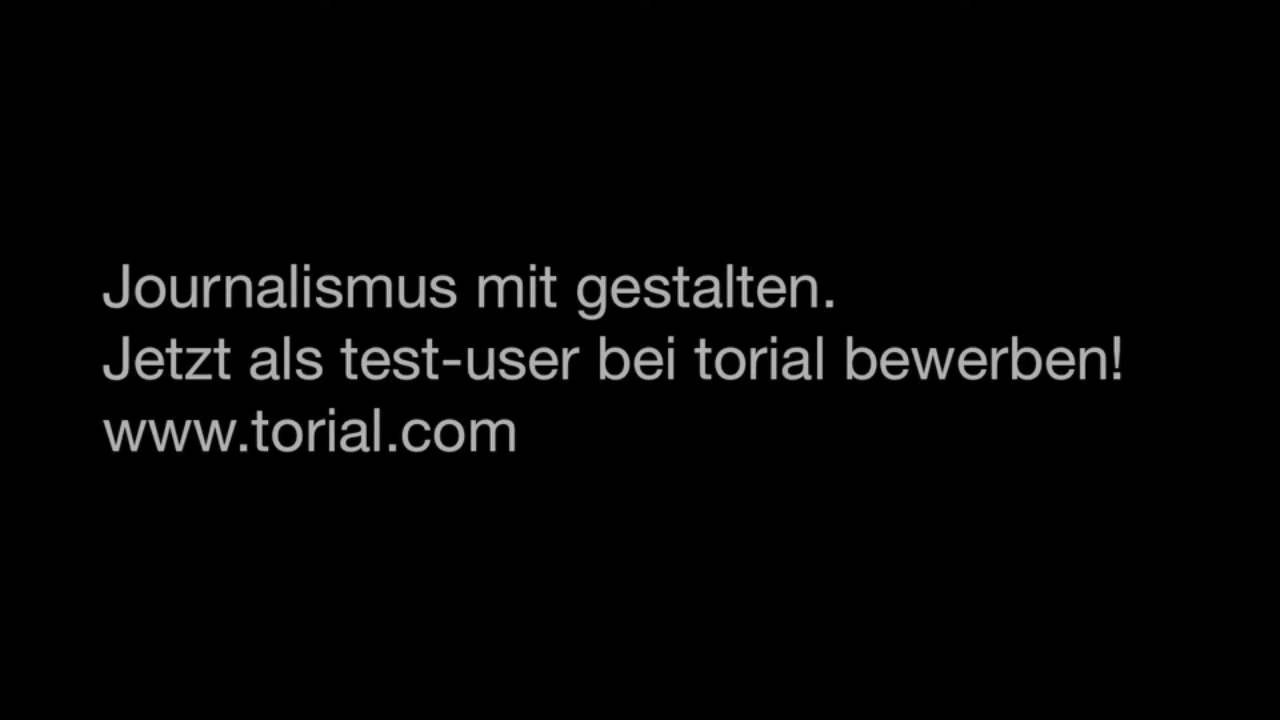 Journalismus mit gestalten.
Jetzt als test-user bei torial bewerben!
www.torial.com